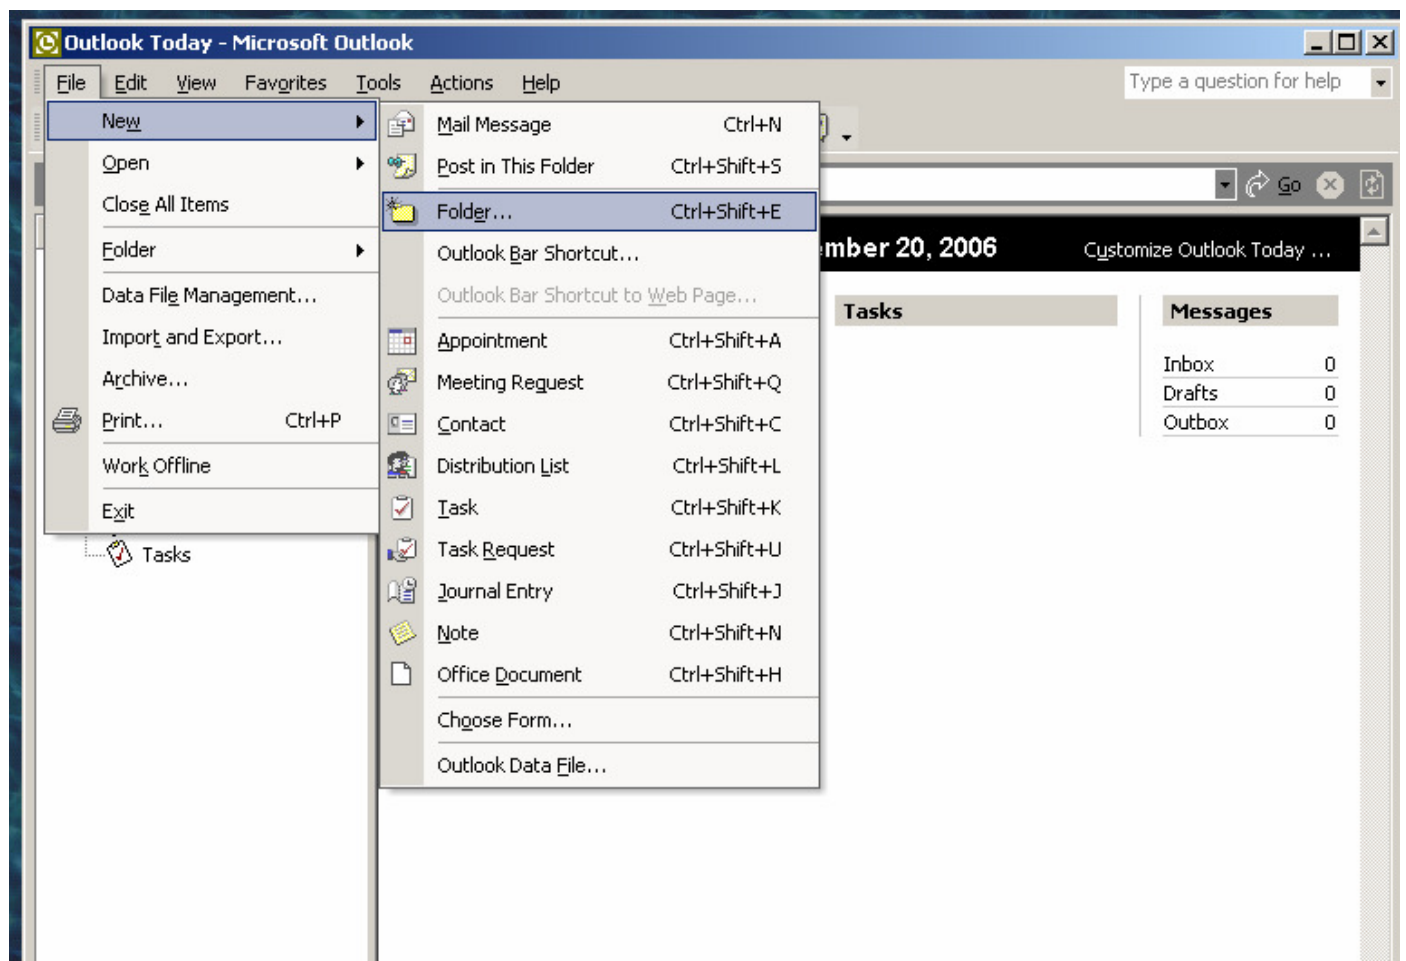 Outlook Today - Microsoft Outlook
File Edit View Favorites Tools Actions Help
Type a question for help
New
Open
Close All Items
Folder
Data File Management...
Import and Export...
Archive...
Print... Ctrl+P
Work Offline
Exit
Tasks
Mail Message Ctrl+N
Post in This Folder Ctrl+Shift+S
Folder... Ctrl+Shift+E
Outlook Bar Shortcut...
Outlook Bar Shortcut to Web Page...
Appointment Ctrl+Shift+A
Meeting Request Ctrl+Shift+Q
Contact Ctrl+Shift+C
Distribution List Ctrl+Shift+L
Task Ctrl+Shift+K
Task Request Ctrl+Shift+U
Journal Entry Ctrl+Shift+J
Note Ctrl+Shift+N
Office Document Ctrl+Shift+H
Choose Form...
Outlook Data File...
Go
mber 20, 2006
Customize Outlook Today ...
Tasks
Messages
Inbox 0
Drafts 0
Outbox 0